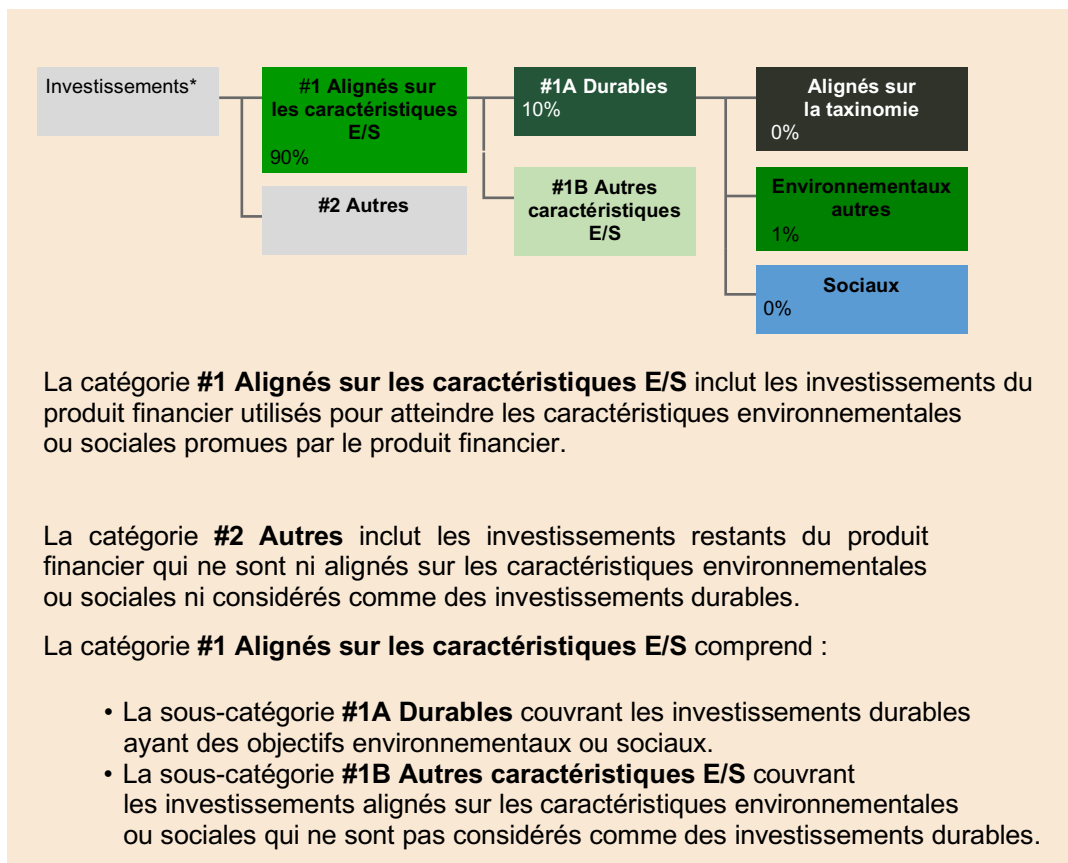 Investissements*
#1 Alignés sur
les caractéristiques
E/S
90%
#2 Autres
#1A Durables
10%
#1B Autres
caractéristiques
E/S
Alignés sur
la taxinomie
0%
Environnementaux
autres
1%
Sociaux
0%
La catégorie #1 Alignés sur les caractéristiques E/S inclut les investissements du
produit financier utilisés pour atteindre les caractéristiques environnementales
ou sociales promues par le produit financier.
La catégorie #2 Autres inclut les investissements restants du produit
financier qui ne sont ni alignés sur les caractéristiques environnementales
ou sociales ni considérés comme des investissements durables.
La catégorie #1 Alignés sur les caractéristiques E/S comprend :
• La sous-catégorie #1A Durables couvrant les investissements durables
ayant des objectifs environnementaux ou sociaux.
• La sous-catégorie #1B Autres caractéristiques E/S couvrant
les investissements alignés sur les caractéristiques environnementales
ou sociales qui ne sont pas considérés comme des investissements durables.